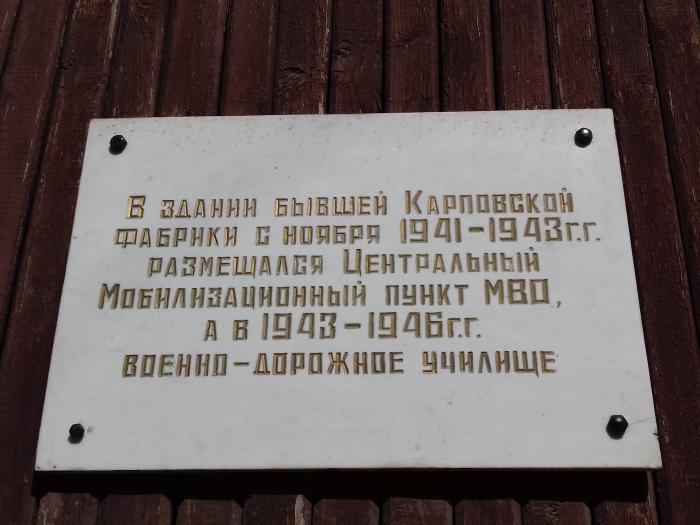 В здании бывшей Карповской
фабрики с ноября 1941-1943г.г.
размещался Центральный
Мобилизационный пункт МВО,
а в 1943-1946г.г.
военно-дорожное училище